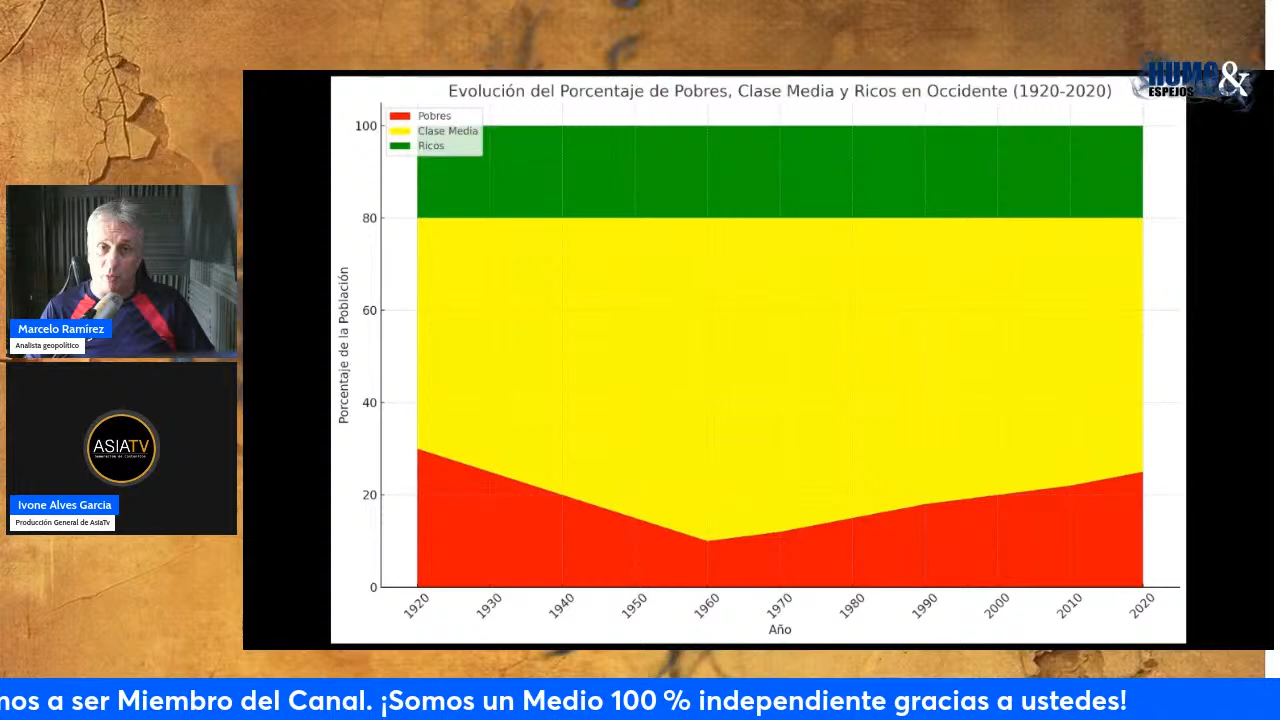 HUMO&
ESPEJOS
Evolución del Porcentaje de Pobres, Clase Media y Ricos en Occidente (1920-2020)
Pobres
Clase Media
Ricos
Porcentaje de la Población
100
80
60
40
20
0
1920
1930
1940
1950
1960
1970
1980
1990
2000
2010
2020
Año
Marcelo Ramírez
Analista geopolítico
ASIATV
Ivone Alves Garcia
Producción General de AsiaTv
mos a ser Miembro del Canal. ¡Somos un Medio 100 % independiente gracias a ustedes!